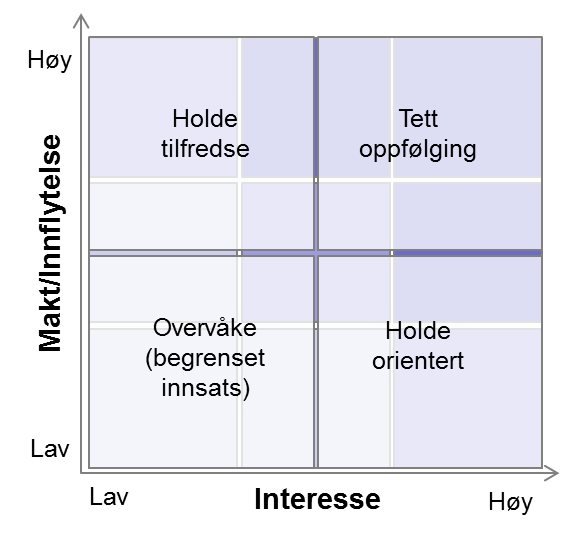 Høy
Makt/Innflytelse
Holde
tilfredse
Tett
oppfølging
Overvåke
(begrenset
innsats)
Holde
orientert
Lav
Lav
Interesse
Høy